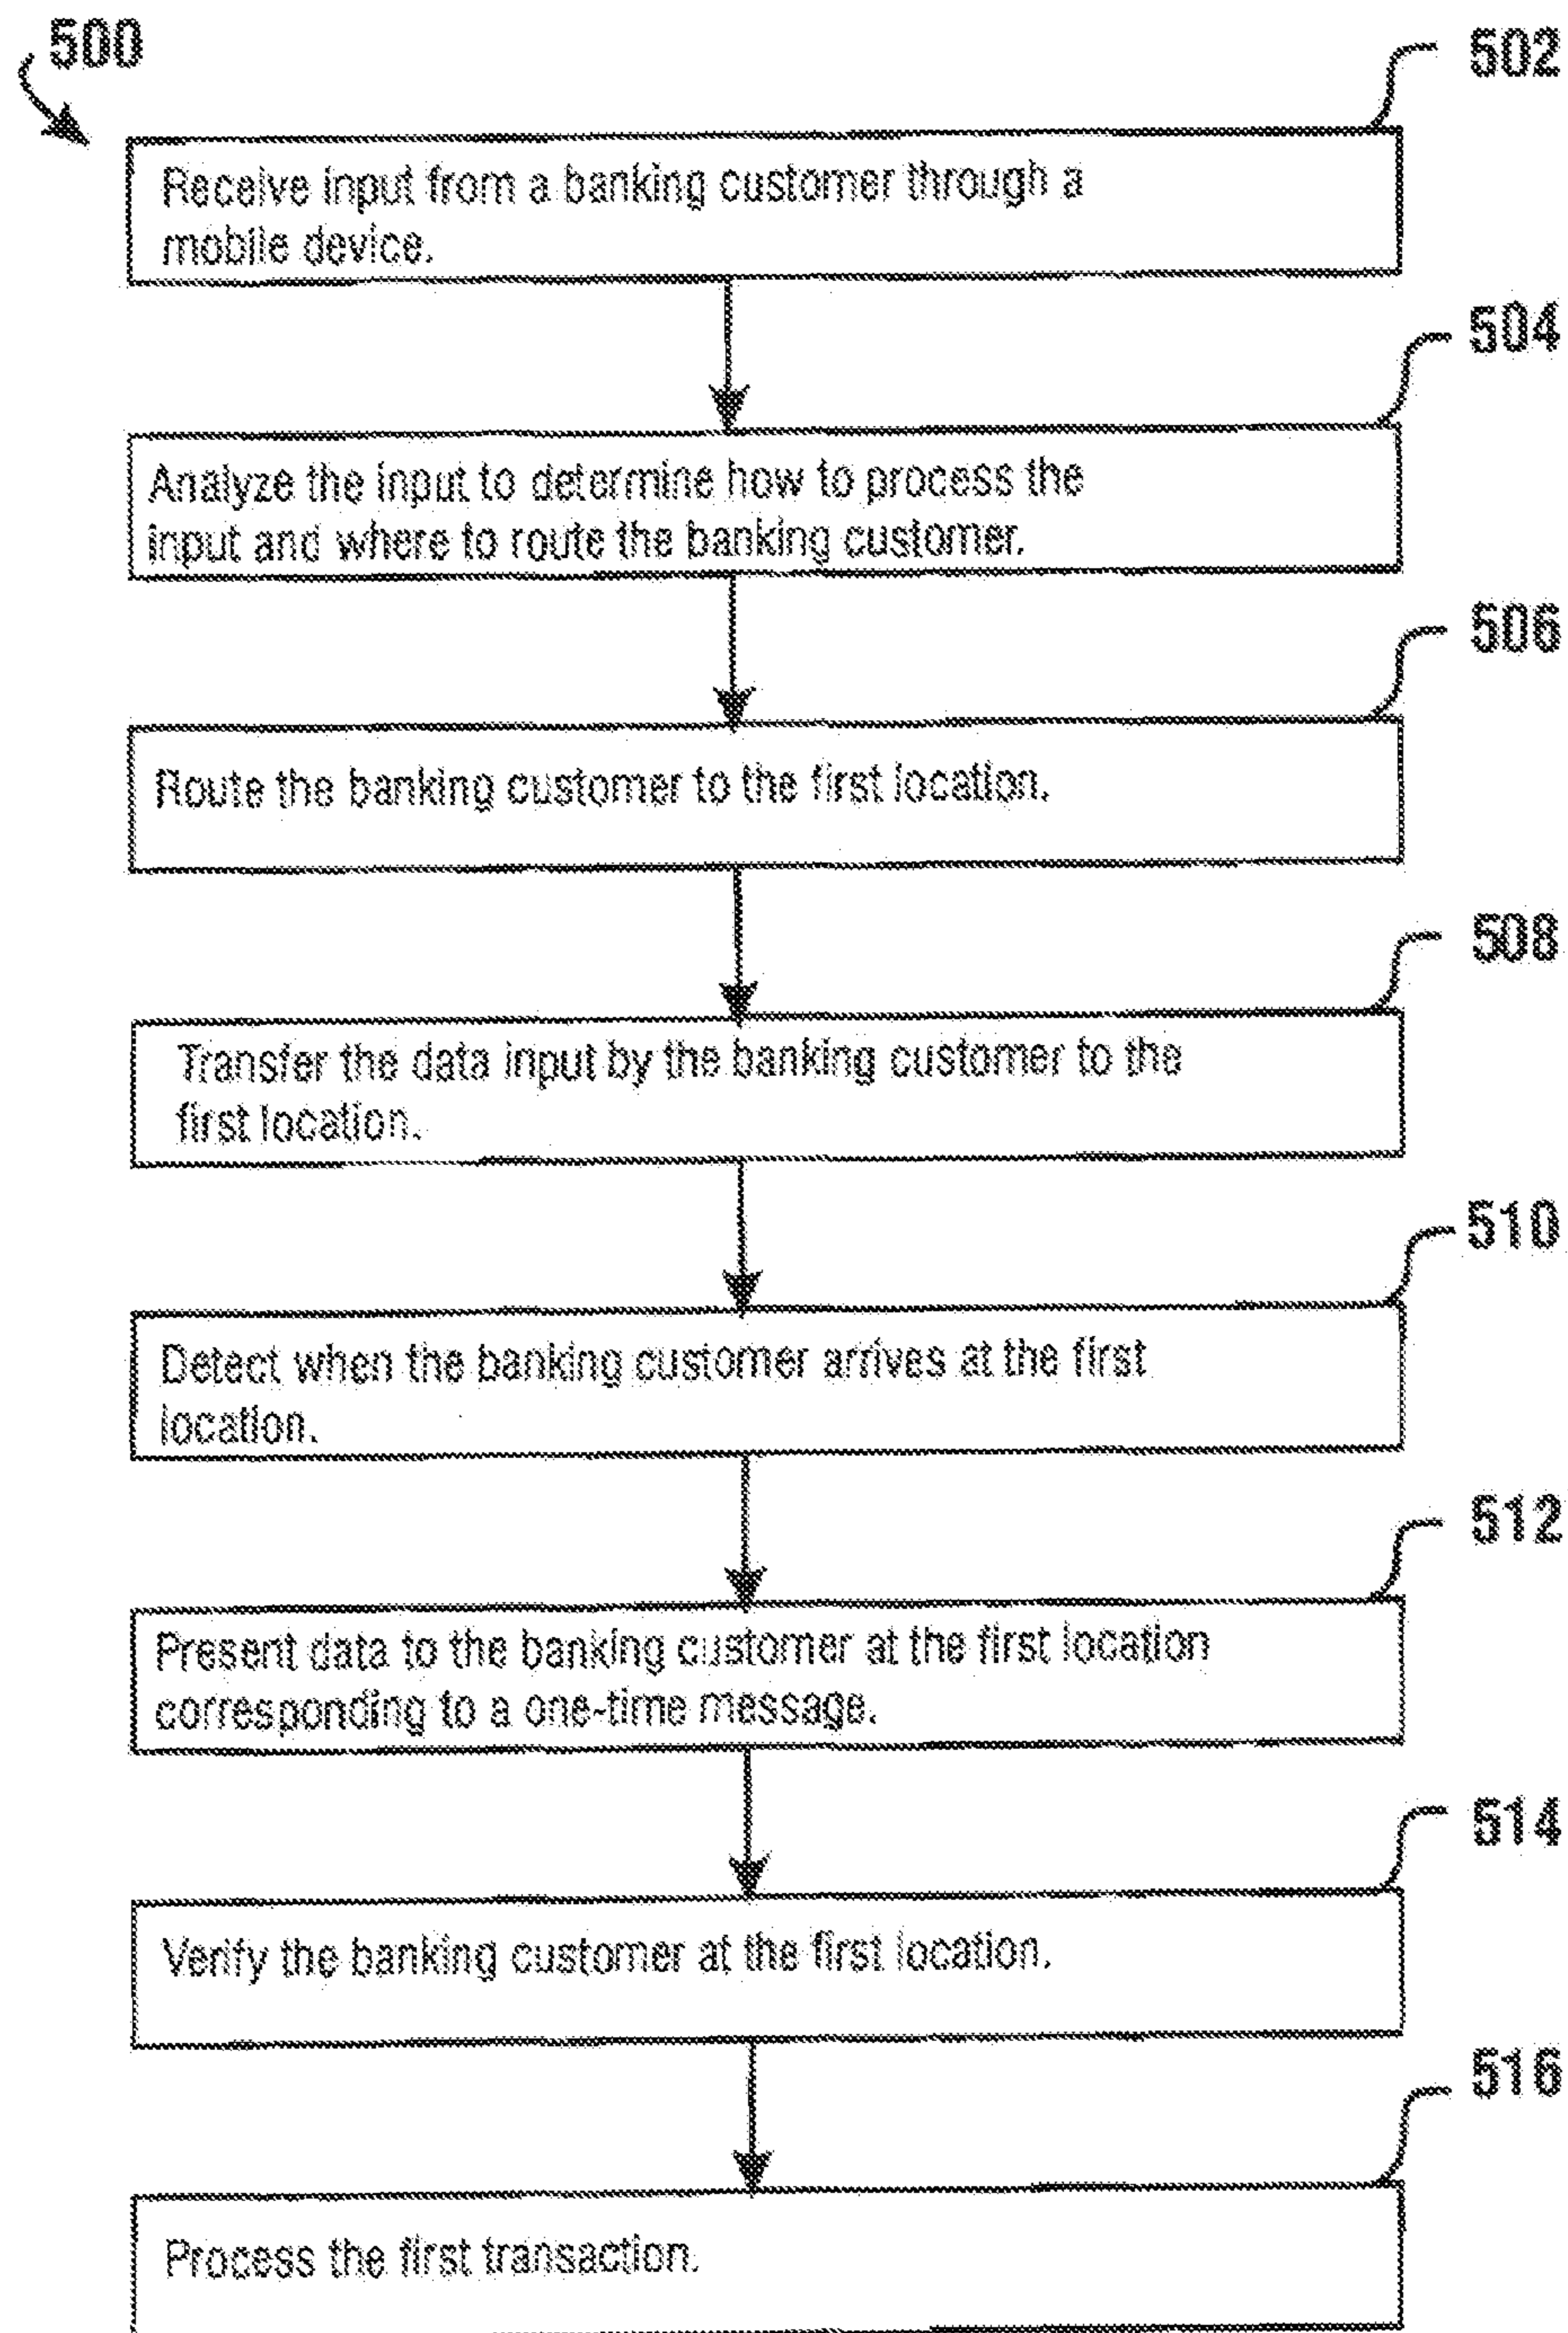 500
502
Receive input from a banking customer through a
mobile device.
504
Analyze the input to determine how to process the
input and where to route the banking customer.
506
Route the banking customer to the first location.
508
Transfer the data input by the banking customer to the
first location.
510
Detect when the banking customer arrives at the first
location.
512
Present data to the banking customer at the first location
corresponding to a one-time message.
514
Verify the banking customer at the first location.
516
Process the first transaction.